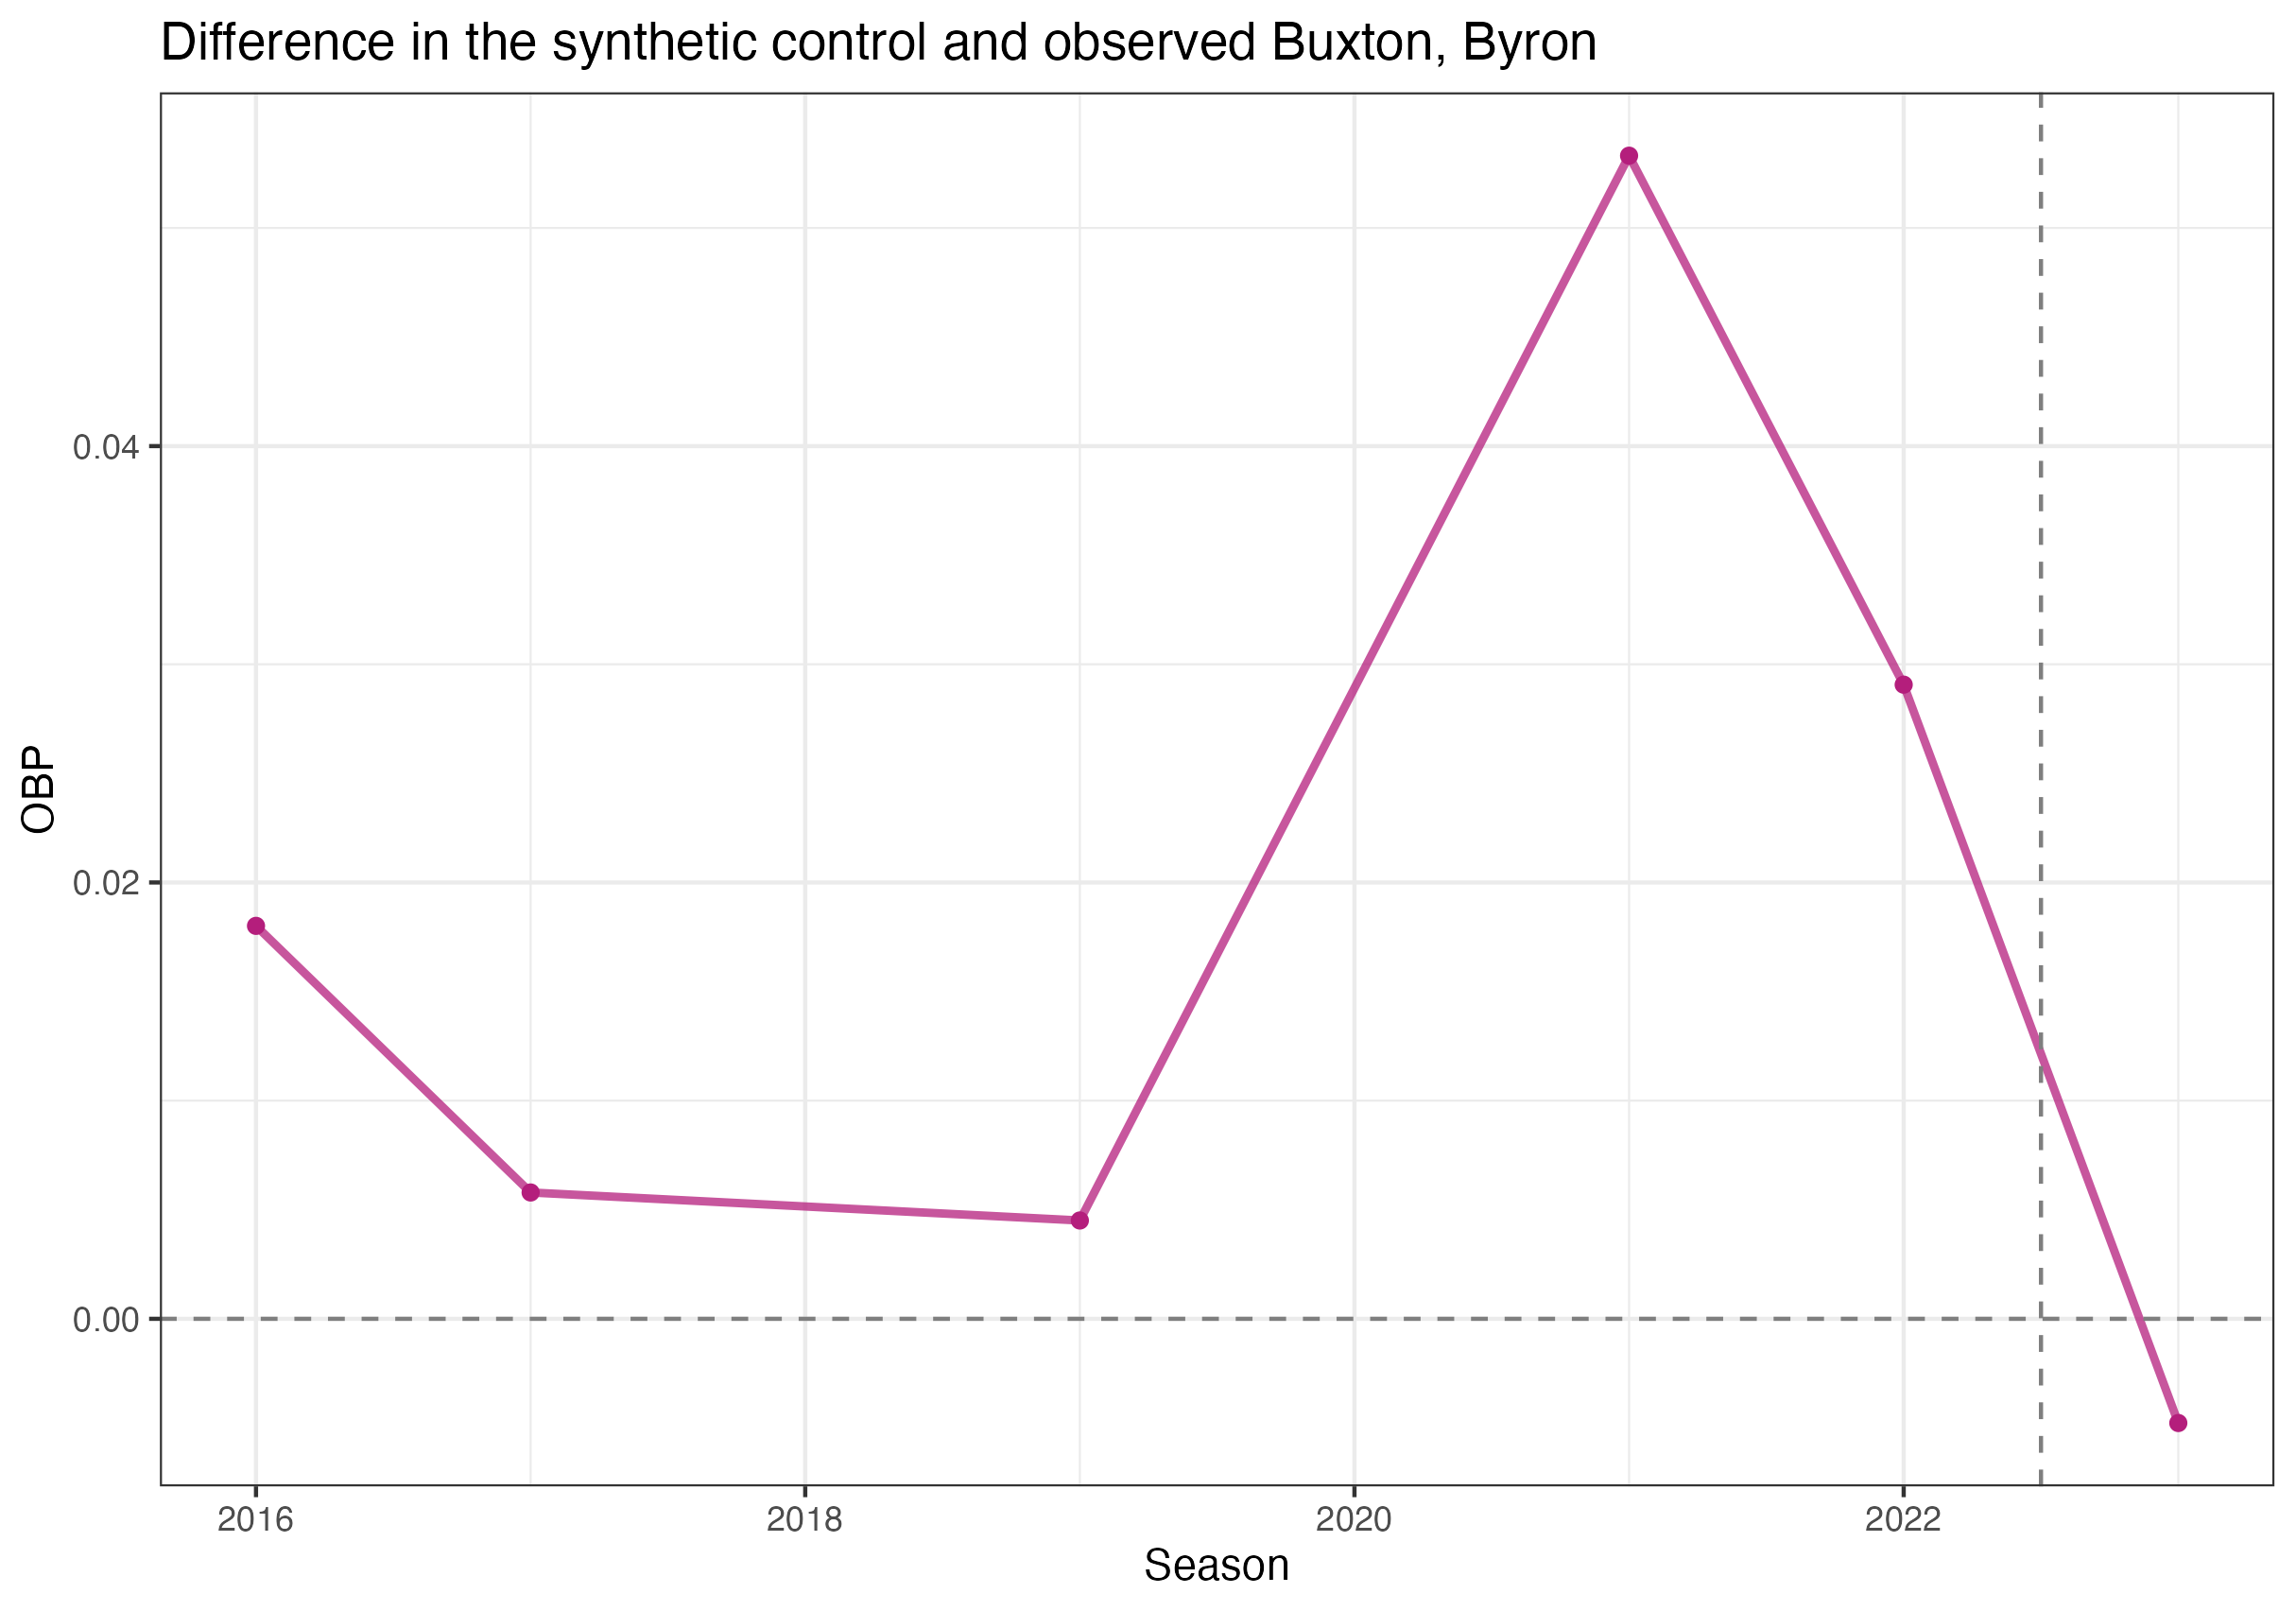 Difference in the synthetic control and observed Buxton, Byron
OBP
0.04
0.02
0.00
2016
2018
2020
2022
Season